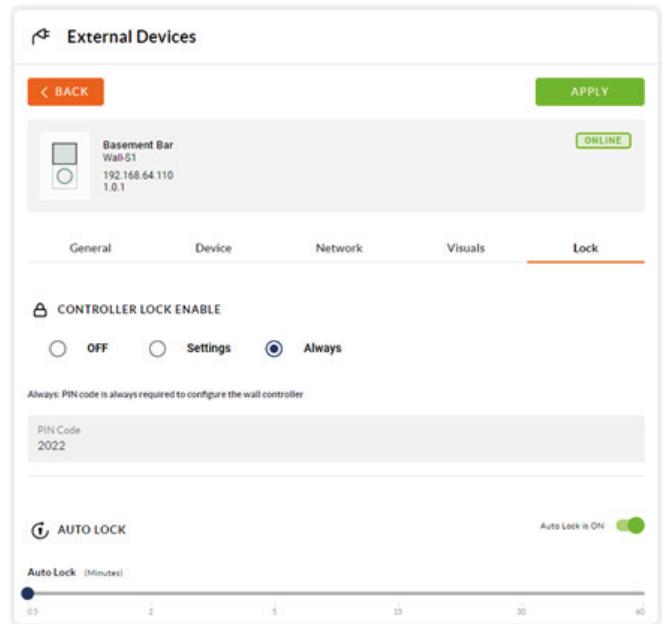 External Devices
< BACK
APPLY
Basement Bar
Wall-S1
192.168.64.110
1.0.1
ONLINE
General Device Network Visuals Lock
CONTROLLER LOCK ENABLE
OFF Settings Always
Always: PIN code is always required to configure the wall controller
PIN Code
2022
AUTO LOCK
Auto Lock is ON
Auto Lock (Minutes)
0.5 2 5 15 30 60